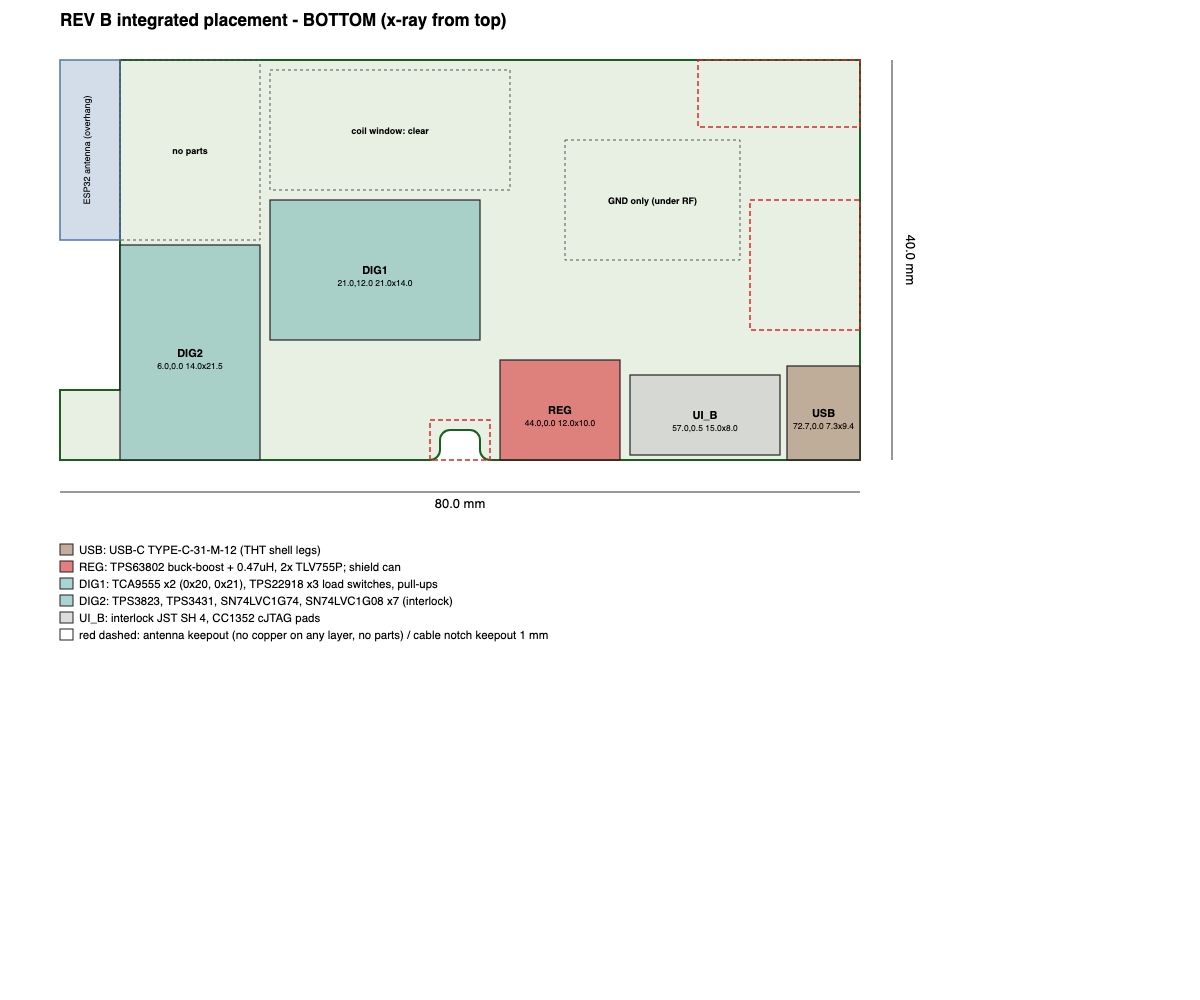 REV B integrated placement - BOTTOM (x-ray from top)
ESP32 antenna (overhang)
no parts
coil window: clear
GND only (under RF)
DIG1
21.0,12.0 21.0x14.0
40.0 mm
DIG2
6.0,0.0 14.0x21.5
REG
44.0,0.0 12.0x10.0
UI_B
57.0,0.5 15.0x8.0
USB
72.7,0.0 7.3x9.4
80.0 mm
USB: USB-C TYPE-C-31-M-12 (THT shell legs)
REG: TPS63802 buck-boost + 0.47uH, 2x TLV755P; shield can
DIG1: TCA9555 x2 (0x20, 0x21), TPS22918 x3 load switches, pull-ups
DIG2: TPS3823, TPS3431, SN74LVC1G74, SN74LVC1G08 x7 (interlock)
UI_B: interlock JST SH 4, CC1352 cJTAG pads
red dashed: antenna keepout (no copper on any layer, no parts) / cable notch keepout 1 mm